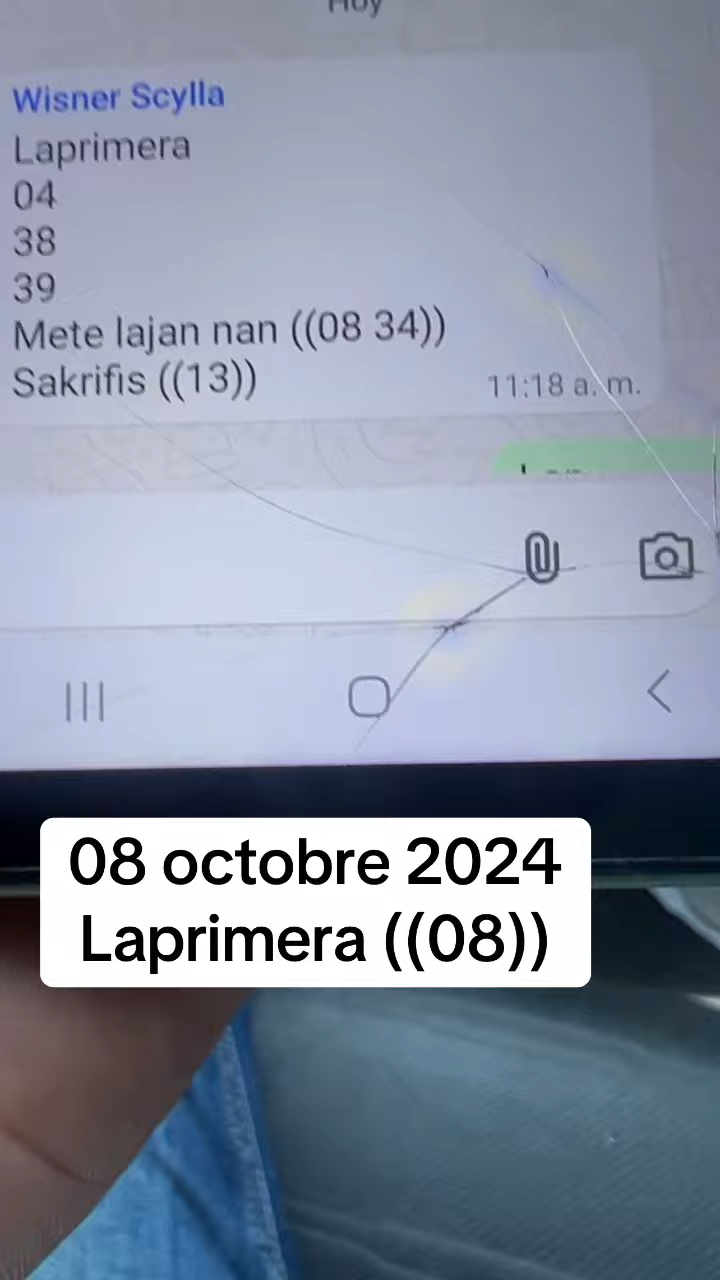 Hoy
Wisner Scylla
Laprimera
04
38
39
Mete lajan nan ((08 34))
Sakrifis ((13))
11:18 a. m.
08 octobre 2024
Laprimera ((08))